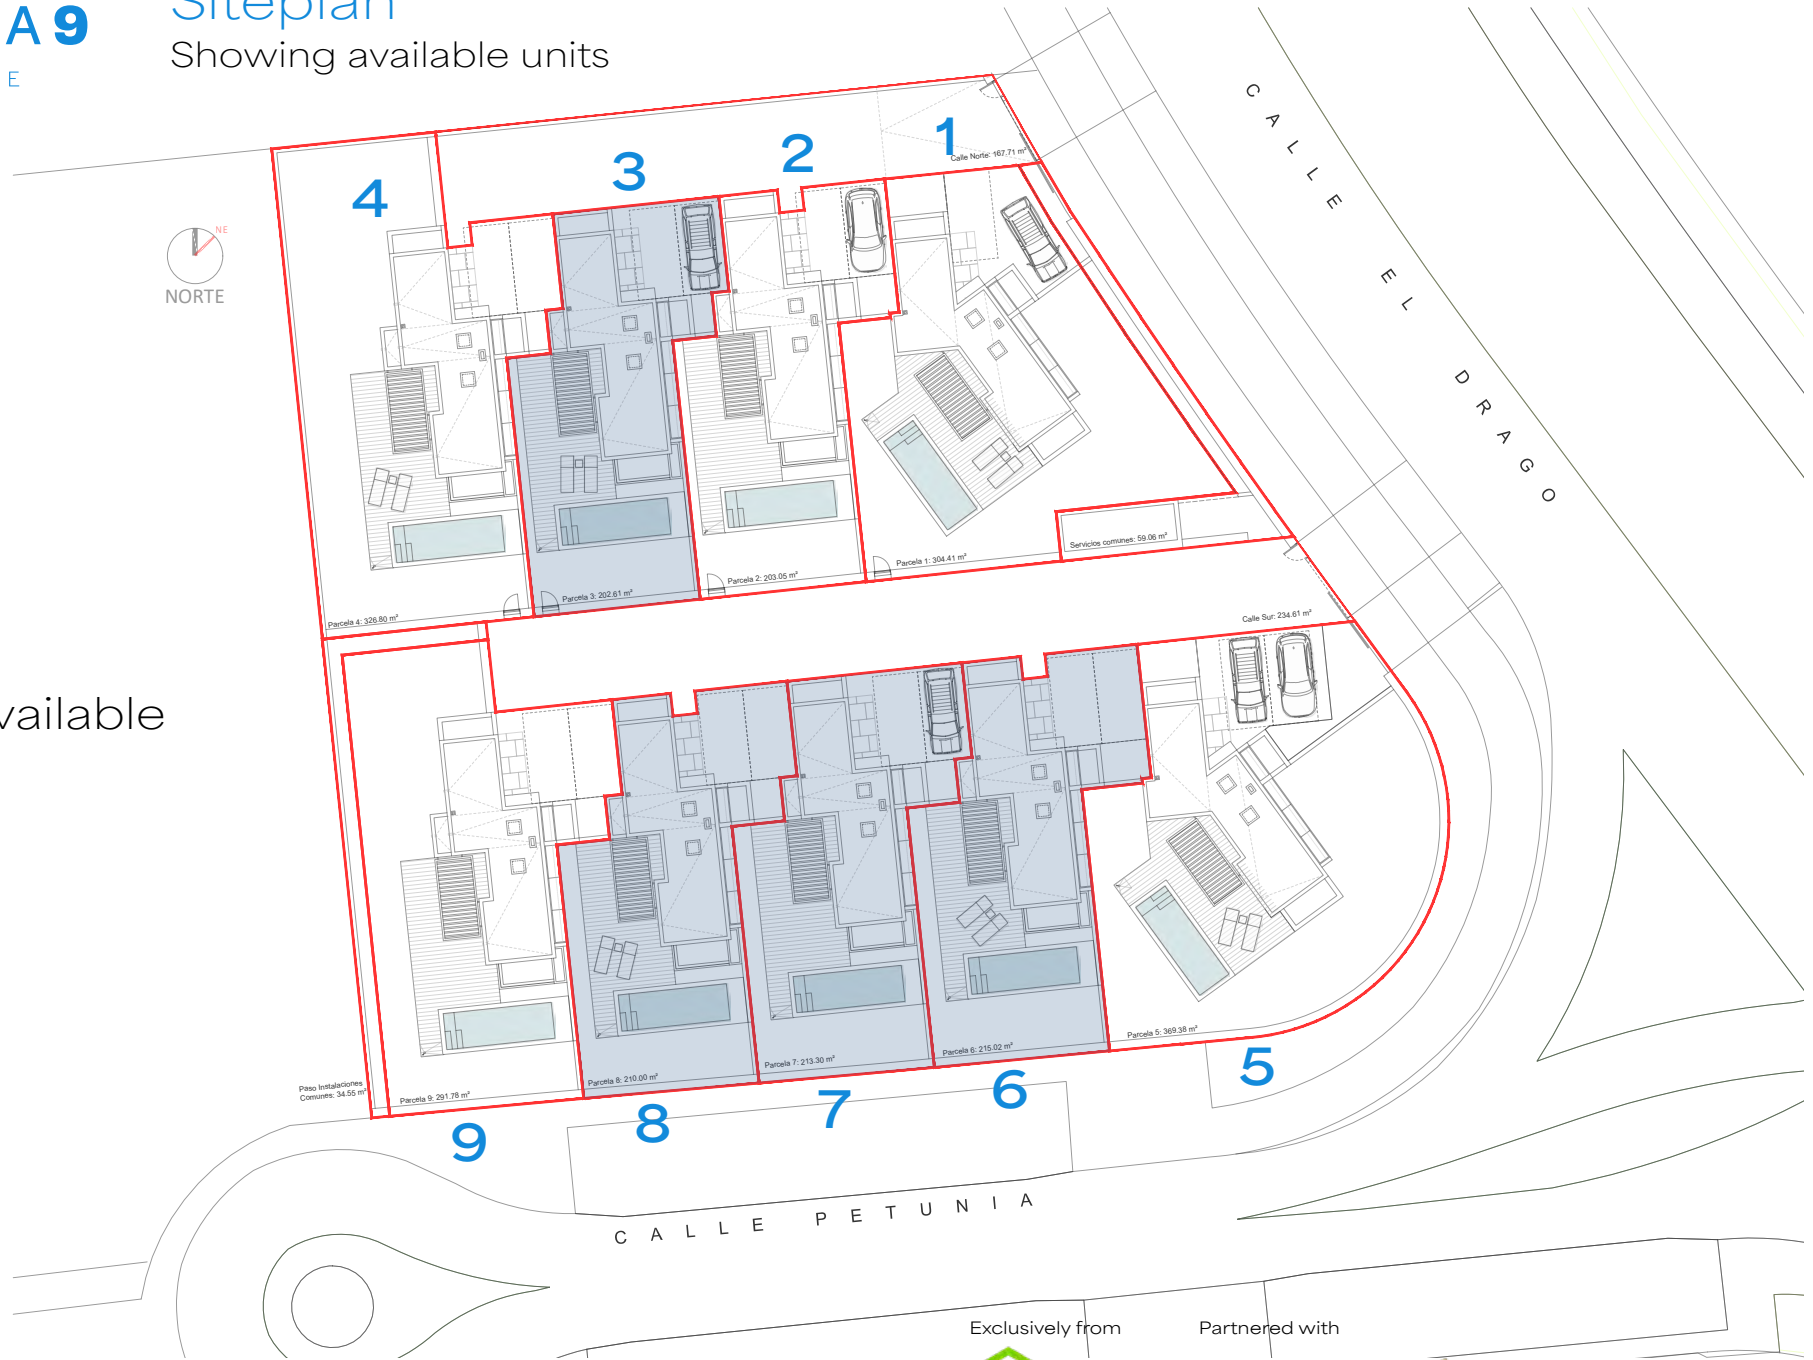 A 9
E
Siteplan
Showing available units
CALLE EL DRAGO
1
2
3
4
Calle Norte: 167.71 m²
NE
NORTE
Servicios comunes: 59.06 m²
Parcela 1: 304.41 m²
Parcela 2: 203.05 m²
Parcela 3: 202.61 m²
Parcela 4: 326.80 m²
Calle Sur: 234.61 m²
vailable
Parcela 5: 369.38 m²
Parcela 6: 215.02 m²
Parcela 7: 213.30 m²
Parcela 8: 210.00 m²
Paso Instalaciones
Comunes: 34.55 m²
Parcela 9: 291.78 m²
5
6
7
8
9
CALLE PETUNIA
Exclusively from
Partnered with